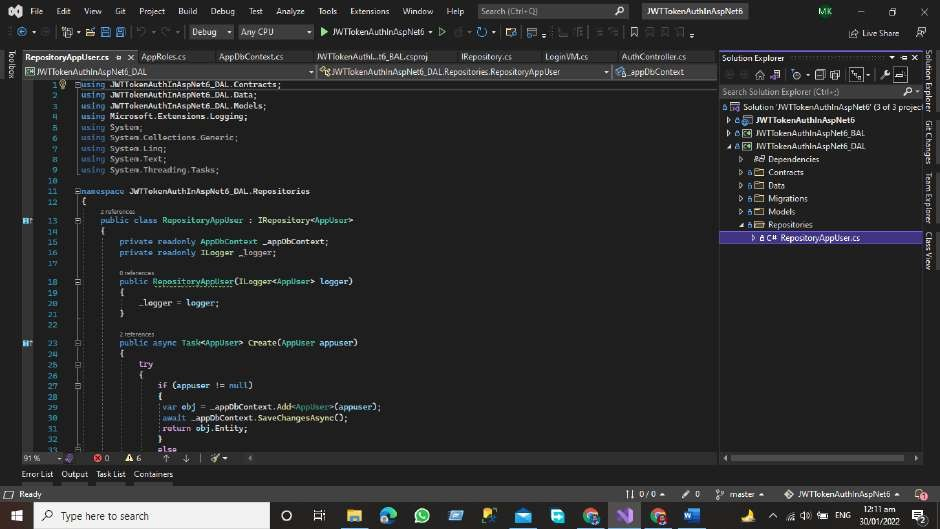 File Edit View Git Project Build Debug Test Analyze Tools Extensions Window Help Search (Ctrl+Q) JWTTokenAuthInAspNet6 MK
Debug Any CPU JWTTokenAuthInAspNet6 Live Share
RepositoryAppUser.cs AppRoles.cs AppDbContext.cs JWTTokenAuthI...t6_BAL.csproj IRepository.cs LoginVM.cs AuthController.cs
JWTTokenAuthInAspNet6_DAL JWTTokenAuthInAspNet6_DAL.Repositories.RepositoryAppUser _appDbContext
Toolbox
1 using JWTTokenAuthInAspNet6_DAL.Contracts;
2 using JWTTokenAuthInAspNet6_DAL.Data;
3 using JWTTokenAuthInAspNet6_DAL.Models;
4 using Microsoft.Extensions.Logging;
5 using System;
6 using System.Collections.Generic;
7 using System.Linq;
8 using System.Text;
9 using System.Threading.Tasks;
10
11 namespace JWTTokenAuthInAspNet6_DAL.Repositories
12 {
2 references
13 public class RepositoryAppUser : IRepository<AppUser>
14 {
15 private readonly AppDbContext _appDbContext;
16 private readonly ILogger _logger;
17
0 references
18 public RepositoryAppUser(ILogger<AppUser> logger)
19 {
20 _logger = logger;
21 }
22
2 references
23 public async Task<AppUser> Create(AppUser appuser)
24 {
25 try
26 {
27 if (appuser != null)
28 {
29 var obj = _appDbContext.Add<AppUser>(appuser);
30 await _appDbContext.SaveChangesAsync();
31 return obj.Entity;
32 }
33 else
91 % 0 6
Solution Explorer
Search Solution Explorer (Ctrl+;)
Solution 'JWTTokenAuthInAspNet6' (3 of 3 project
JWTTokenAuthInAspNet6
JWTTokenAuthInAspNet6_BAL
JWTTokenAuthInAspNet6_DAL
Dependencies
Contracts
Data
Migrations
Models
Repositories
C# RepositoryAppUser.cs
Solution Explorer
Git Changes
Team Explorer
Class View
Error List Output Task List Containers
Ready 0 / 0 0 master JWTTokenAuthInAspNet6 1
Type here to search ENG 12:11 am
30/01/2022 2